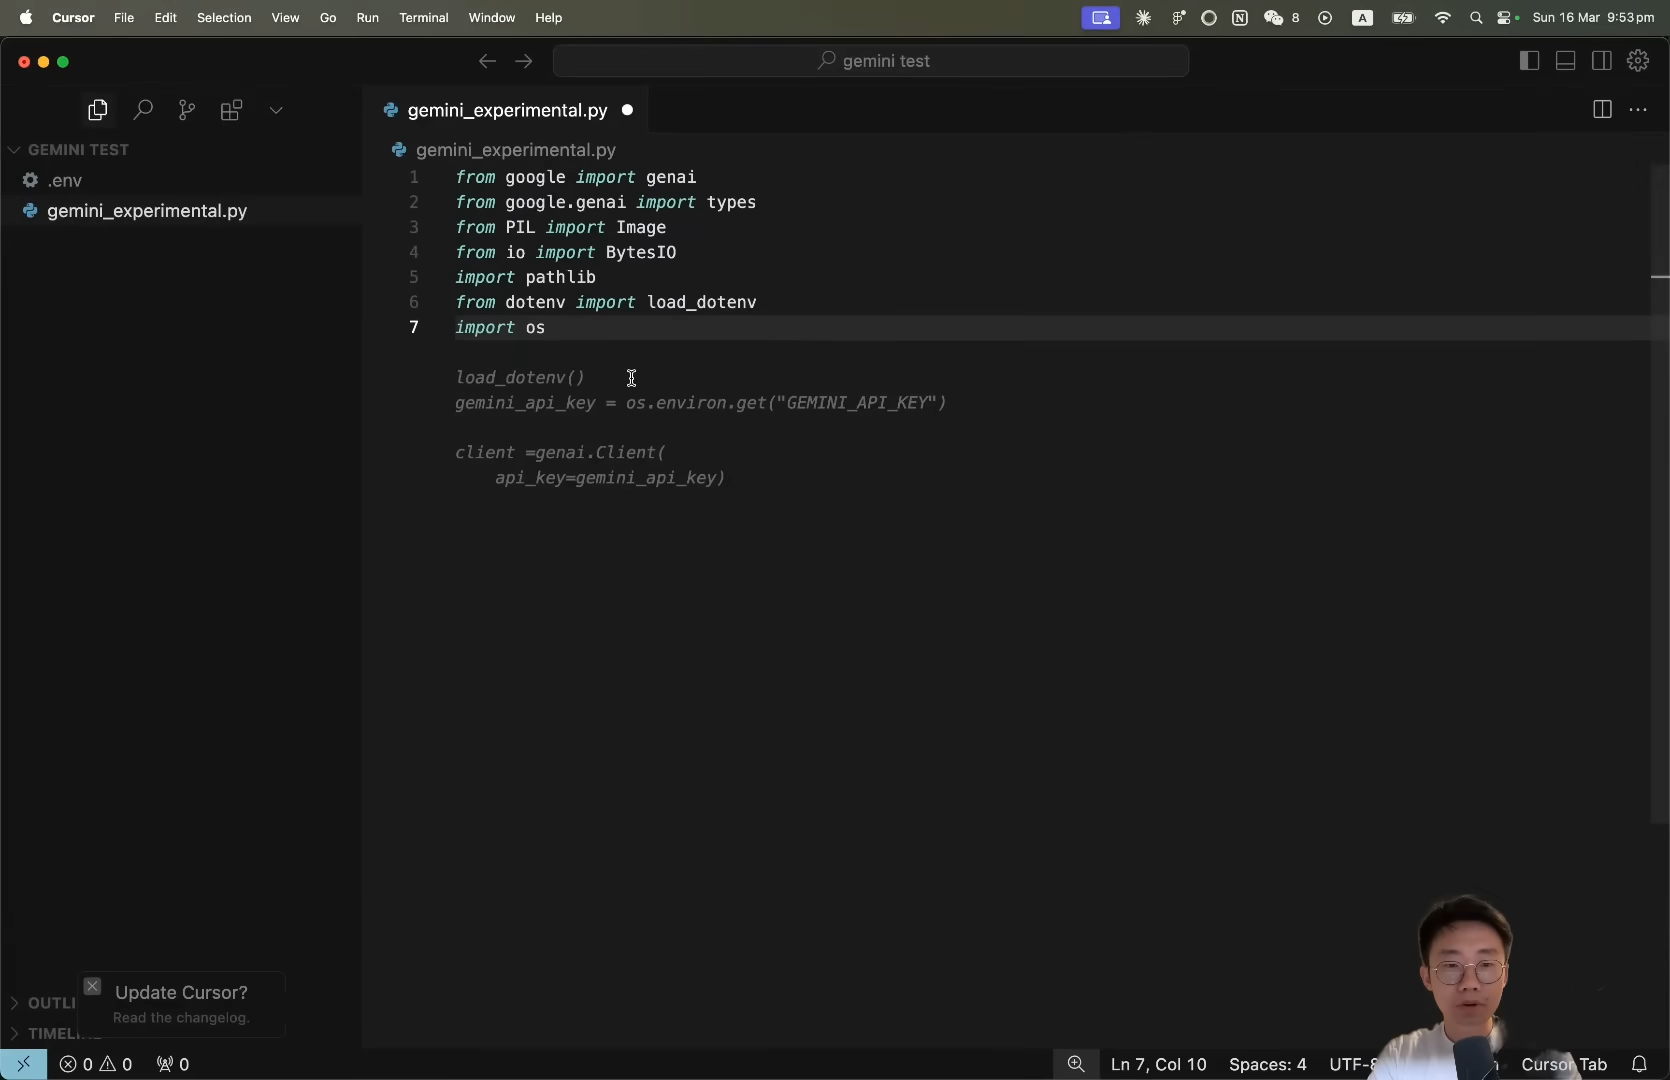 Cursor File Edit Selection View Go Run Terminal Window Help 8 A Sun 16 Mar 9:53 pm
gemini test
gemini_experimental.py
GEMINI TEST
gemini_experimental.py
.env
gemini_experimental.py
1 from google import genai
2 from google.genai import types
3 from PIL import Image
4 from io import BytesIO
5 import pathlib
6 from dotenv import load_dotenv
7 import os
load_dotenv()
gemini_api_key = os.environ.get("GEMINI_API_KEY")
client =genai.Client(
api_key=gemini_api_key)
Update Cursor?
OUTLI
Read the changelog.
0 0 0 Ln 7, Col 10 Spaces: 4 UTF-8 Cursor Tab